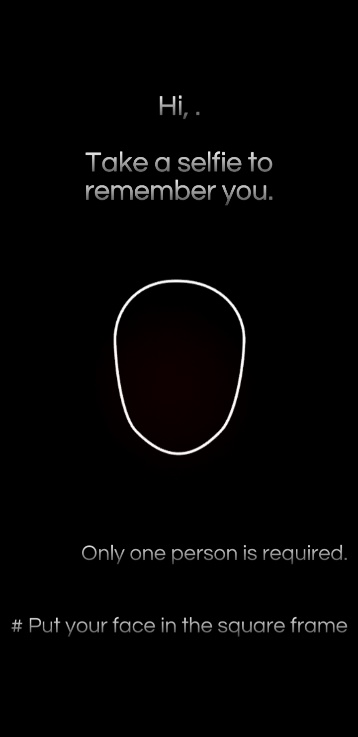 Hi, .
Take a selfie to
remember you.
Only one person is required.
# Put your face in the square frame